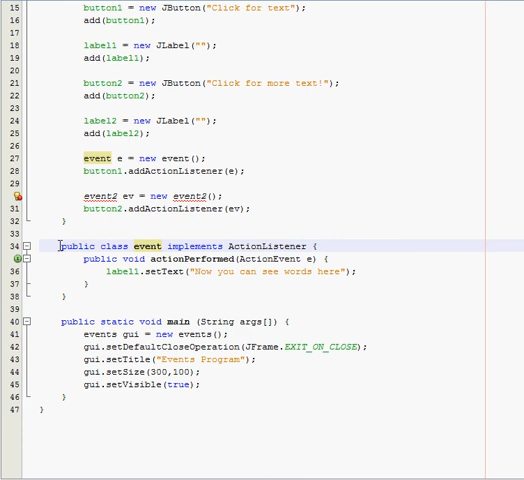 15 button1 = new JButton("Click for text");
16 add(button1);
17
18 label1 = new JLabel("");
19 add(label1);
20
21 button2 = new JButton("Click for more text!");
22 add(button2);
23
24 label2 = new JLabel("");
25 add(label2);
26
27 event e = new event();
28 button1.addActionListener(e);
29
event2 ev = new event2();
31 button2.addActionListener(ev);
32 }
34 public class event implements ActionListener {
public void actionPerformed(ActionEvent e) {
36 label1.setText("Now you can see words here");
37 }
38 }
39
40 public static void main (String args[]) {
41 events gui = new events();
42 gui.setDefaultCloseOperation(JFrame.EXIT_ON_CLOSE);
43 gui.setTitle("Events Program");
44 gui.setSize(300,100);
45 gui.setVisible(true);
46 }
47 }